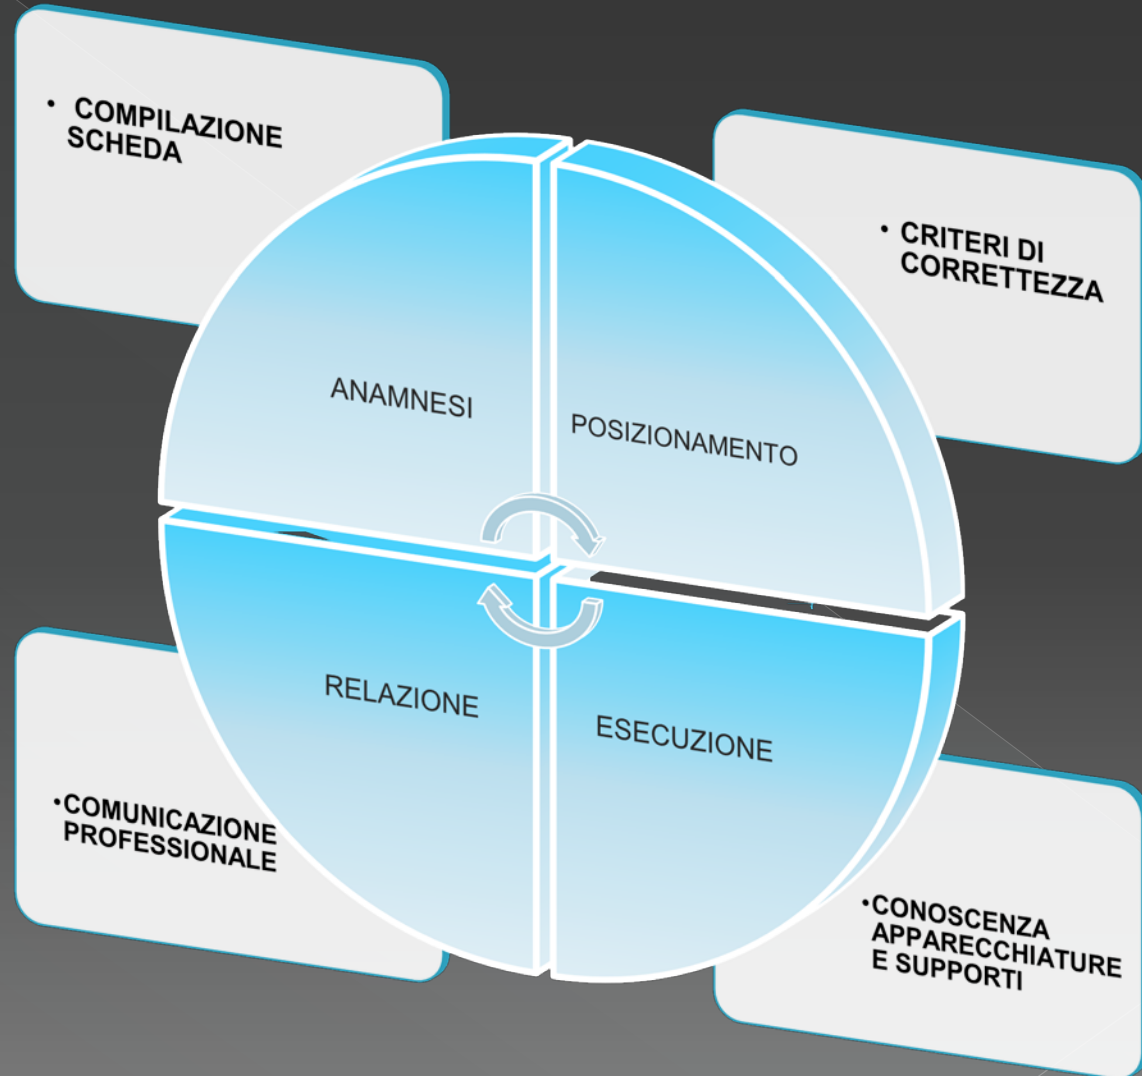 • COMPILAZIONE
SCHEDA
• CRITERI DI
CORRETTEZZA
ANAMNESI
POSIZIONAMENTO
RELAZIONE
ESECUZIONE
•COMUNICAZIONE
PROFESSIONALE
•CONOSCENZA
APPARECCHIATURE
E SUPPORTI